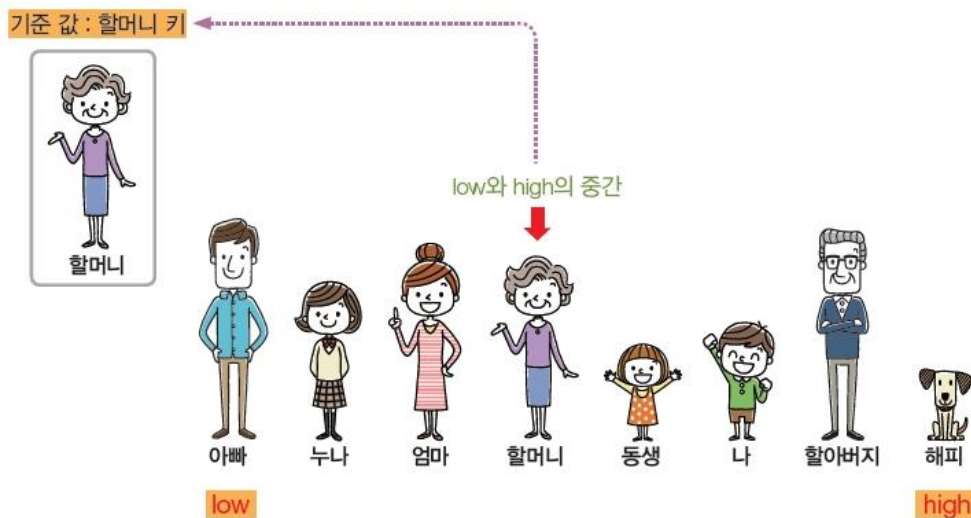 기준 값 : 할머니 키
할머니
low와 high의 중간
아빠 누나 엄마 할머니 동생 나 할아버지 해피
low high